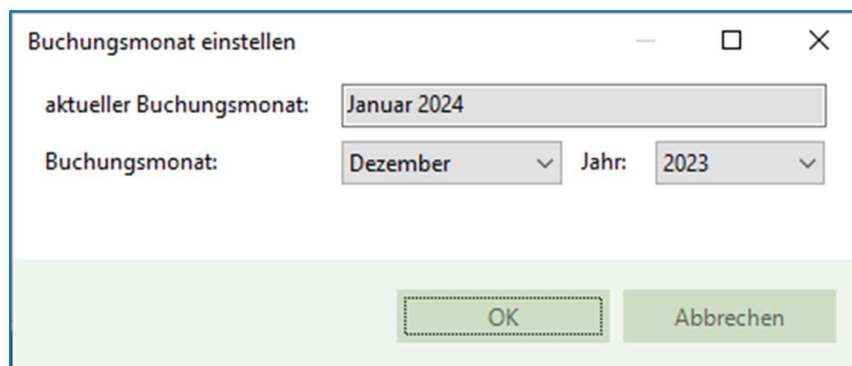 Buchungsmonat einstellen
aktueller Buchungsmonat: Januar 2024
Buchungsmonat: Dezember Jahr: 2023
OK Abbrechen